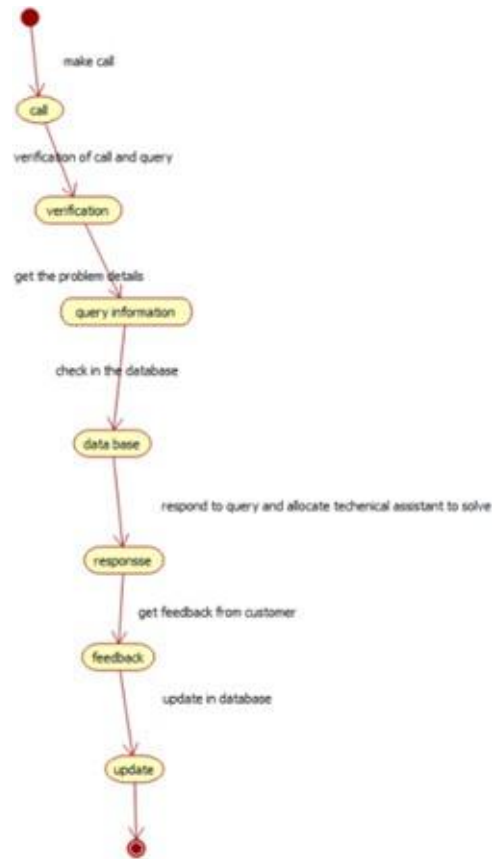 make call
call
verification of call and query
verification
get the problem details
query information
check in the database
data base
respond to query and allocate techenical assistant to solve
responsse
get feedback from customer
feedback
update in database
update